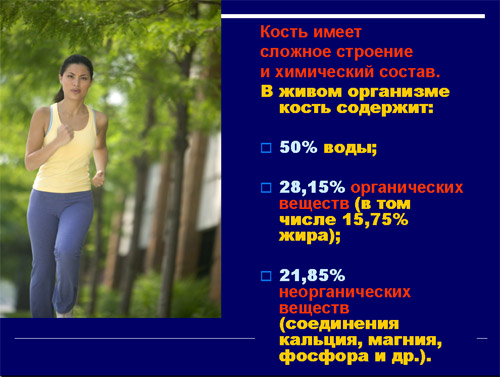 Кость имеет
сложное строение
и химический состав.
В живом организме
кость содержит:
50% воды;
28,15% органических
веществ (в том
числе 15,75%
жира);
21,85%
неорганических
веществ
(соединения
кальция, магния,
фосфора и др.).